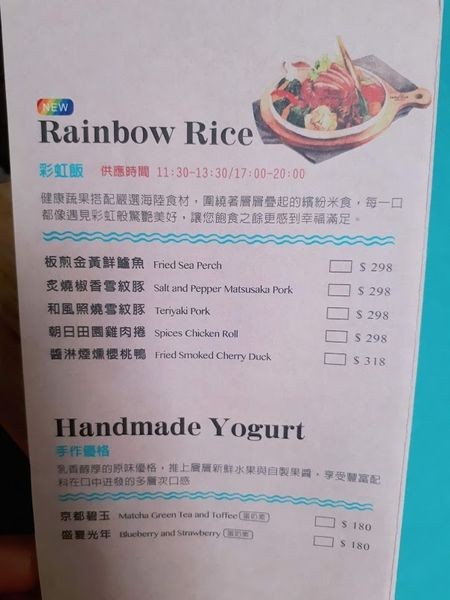 NEW
Rainbow Rice
彩虹飯 供應時間 11:30-13:30/17:00-20:00
健康蔬果搭配嚴選海陸食材，圍繞著層層疊起的繽紛米食，每一口
都像遇見彩虹般驚艷美好，讓您飽食之餘更感到幸福滿足。
板煎金黃鮮鱸魚 Fried Sea Perch $ 298
炙燒椒香雪紋豚 Salt and Pepper Matsusaka Pork $ 298
和風照燒雪紋豚 Teriyaki Pork $ 298
朝日田園雞肉捲 Spices Chicken Roll $ 298
醬淋煙燻櫻桃鴨 Fried Smoked Cherry Duck $ 318
Handmade Yogurt
手作優格
乳香醇厚的原味優格，推上層層新鮮水果與自製果醬，享受豐富配
料在口中迸發的多層次口感
京都碧玉 Matcha Green Tea and Toffee 蛋奶素 $ 180
盛夏光年 Blueberry and Strawberry 蛋奶素 $ 180